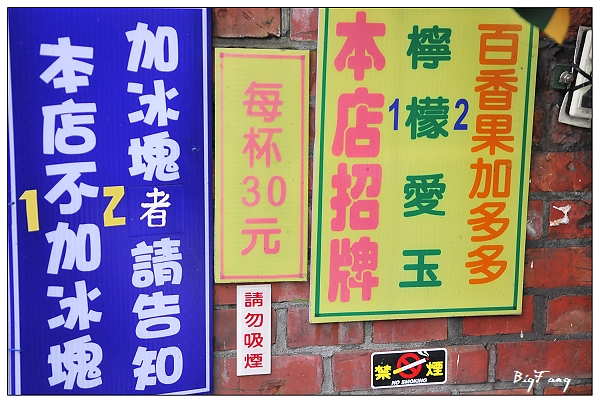 本店不加冰塊
1
2
加冰塊者請告知
每杯30元
請勿吸煙
本店招牌
1
檸檬愛玉
2
百香果加多多
禁煙
NO SMOKING
BigFang